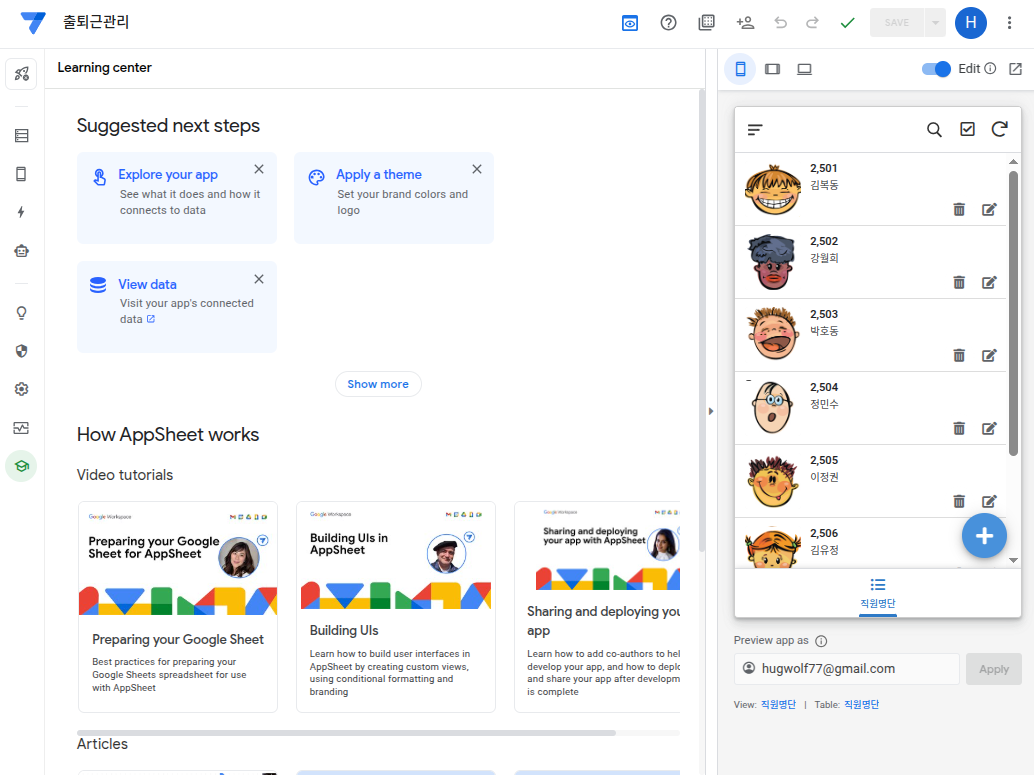 출퇴근관리
SAVE
H
Learning center
Edit
Suggested next steps
Explore your app
See what it does and how it
connects to data
Apply a theme
Set your brand colors and
logo
View data
Visit your app's connected
data
Show more
How AppSheet works
Video tutorials
Google Workspace
Preparing your Google
Sheet for AppSheet
Preparing your Google Sheet
Best practices for preparing your
Google Sheets spreadsheet for use
with AppSheet
Google Workspace
Building UIs in
AppSheet
Building UIs
Learn how to build user interfaces in
AppSheet by creating custom views,
using conditional formatting and
branding
Google Workspace
Sharing and deploying
your app with AppSheet
Sharing and deploying you
app
Learn how to add co-authors to hel
develop your app, and how to deplo
and share your app after developm
is complete
Articles
2,501
김복동
2,502
강월희
2,503
박호동
2,504
정민수
2,505
이정권
2,506
김유정
직원명단
Preview app as
hugwolf77@gmail.com
Apply
View: 직원명단 | Table: 직원명단